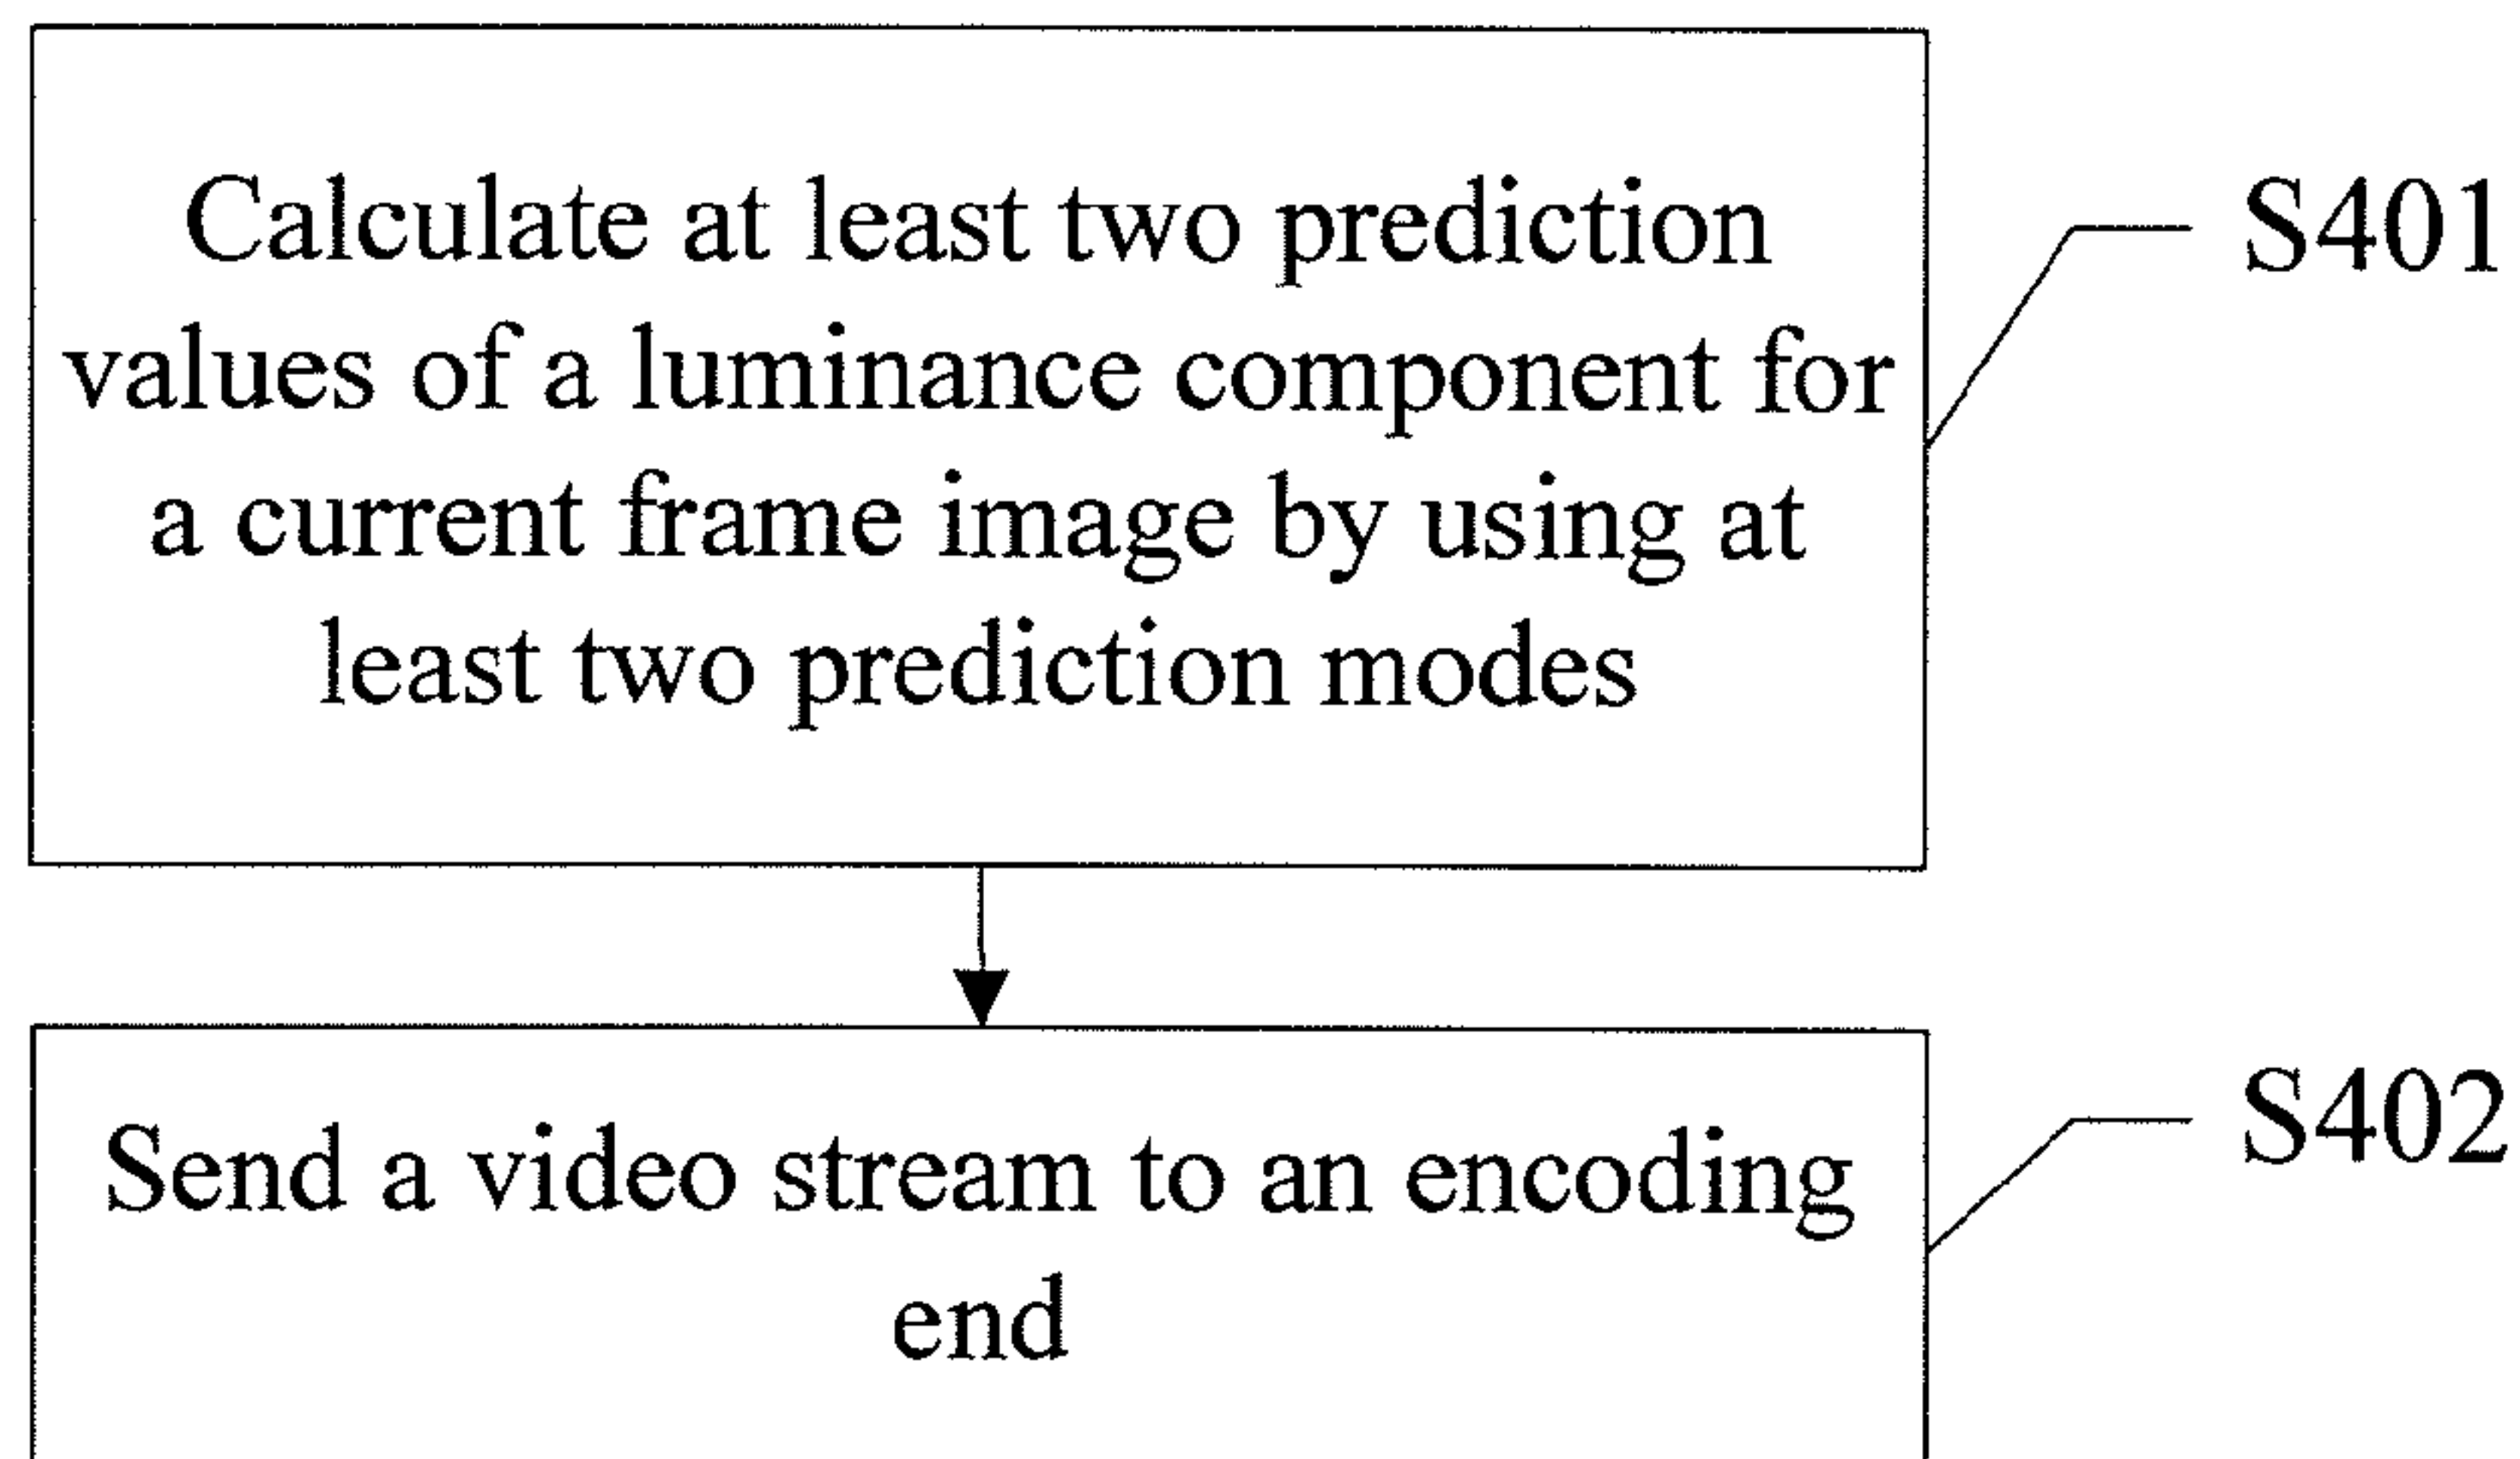 Calculate at least two prediction
values of a luminance component for
a current frame image by using at
least two prediction modes
S401
Send a video stream to an encoding
end
S402